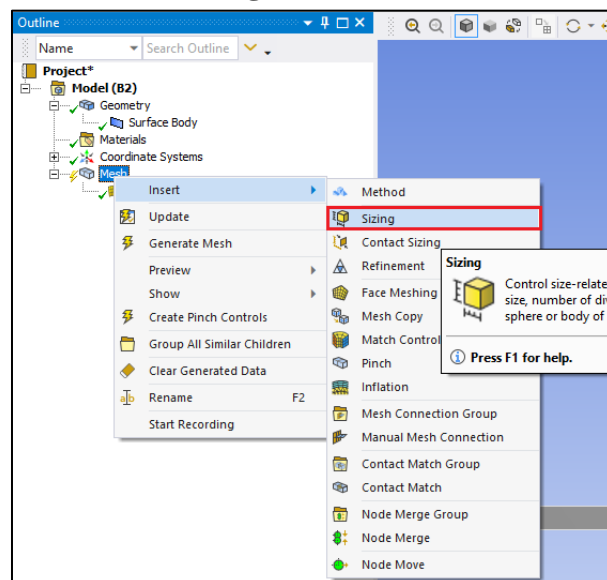 Outline
Name
Search Outline
Project*
Model (B2)
Geometry
Surface Body
Materials
Coordinate Systems
Mesh
Insert
Update
Generate Mesh
Preview
Show
Create Pinch Controls
Group All Similar Children
Clear Generated Data
Rename F2
Start Recording
Method
Sizing
Contact Sizing
Refinement
Face Meshing
Mesh Copy
Match Control
Pinch
Inflation
Mesh Connection Group
Manual Mesh Connection
Contact Match Group
Contact Match
Node Merge Group
Node Merge
Node Move
Sizing
Control size-relate
size, number of di
sphere or body of
Press F1 for help.